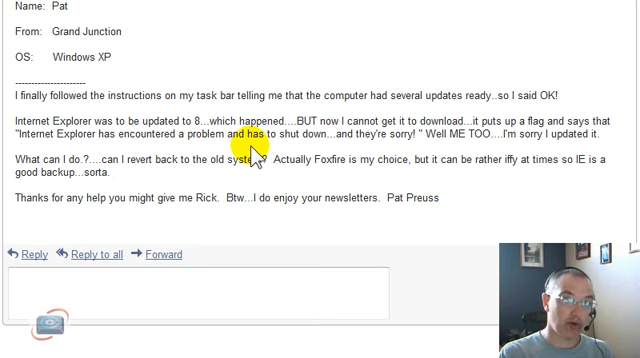 Name: Pat
From: Grand Junction
OS: Windows XP
----------------------
I finally followed the instructions on my task bar telling me that the computer had several updates ready..so I said OK!
Internet Explorer was to be updated to 8...which happened....BUT now I cannot get it to download...it puts up a flag and says that
"Internet Explorer has encountered a problem and has to shut down...and they're sorry! " Well ME TOO....I'm sorry I updated it.
What can I do.?....can I revert back to the old system? Actually Foxfire is my choice, but it can be rather iffy at times so IE is a
good backup...sorta.
Thanks for any help you might give me Rick. Btw...I do enjoy your newsletters. Pat Preuss
Reply Reply to all Forward